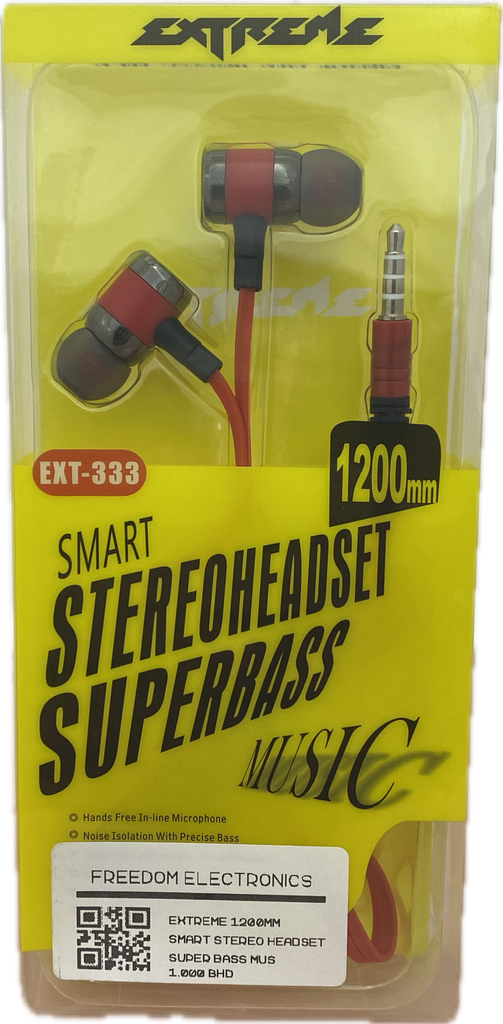 EXTREME
EXTREME
EXT-333
1200mm
SMART
STEREOHEADSET
SUPERBASS
MUSIC
Hands Free In-line Microphone
Noise Isolation With Precise Bass
FREEDOM ELECTRONICS
EXTREME 1200MM
SMART STEREO HEADSET
SUPER BASS MUS
1.000 BHD